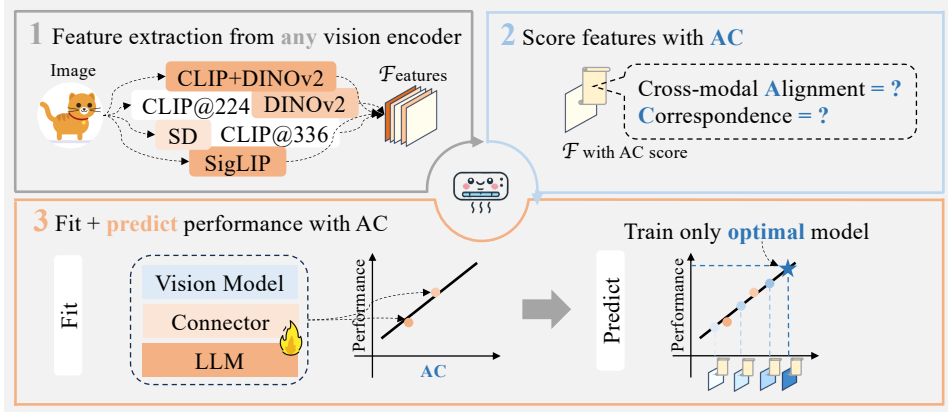 1 Feature extraction from any vision encoder
Image
CLIP+DINOv2
CLIP@224
DINOv2
SD
CLIP@336
SigLIP
ℱeatures
2 Score features with AC
Cross-modal Alignment = ?
Correspondence = ?
ℱ with AC score
3 Fit + predict performance with AC
Fit
Vision Model
Connector
LLM
Performance
AC
Predict
Train only optimal model
Performance